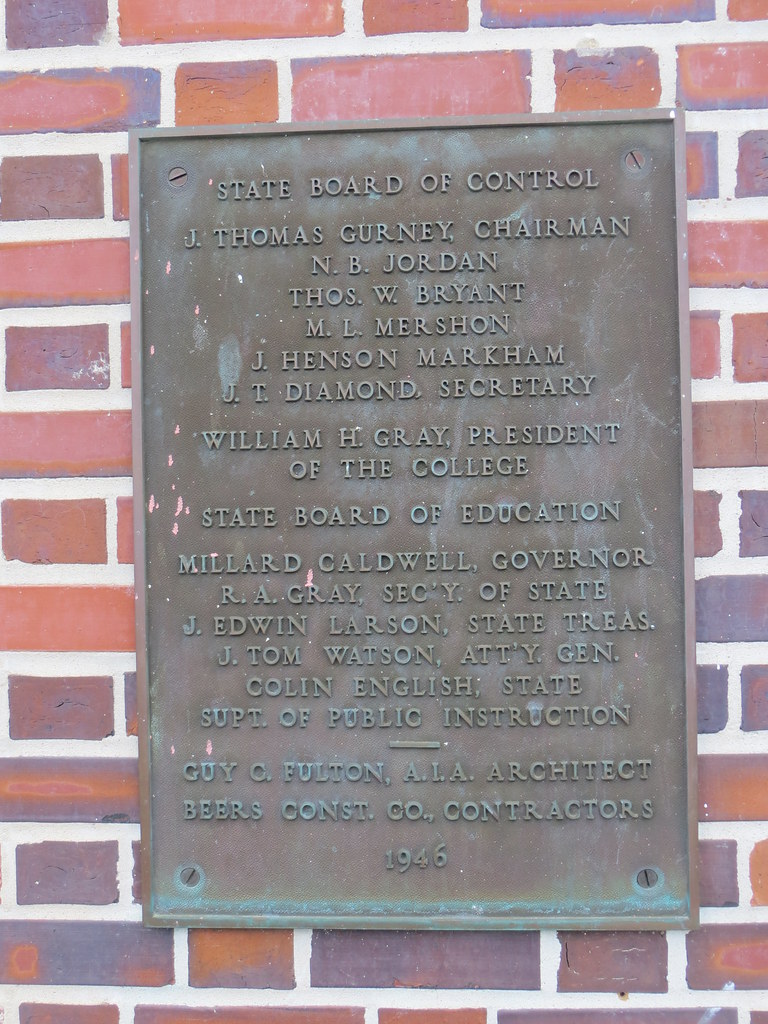 STATE BOARD OF CONTROL
J. THOMAS GURNEY, CHAIRMAN
N. B. JORDAN
THOS. W. BRYANT
M. L. MERSHON
J. HENSON MARKHAM
J. T. DIAMOND, SECRETARY
WILLIAM H. GRAY, PRESIDENT
OF THE COLLEGE
STATE BOARD OF EDUCATION
MILLARD CALDWELL, GOVERNOR
R. A. GRAY, SEC'Y. OF STATE
J. EDWIN LARSON, STATE TREAS.
J. TOM WATSON, ATT'Y. GEN.
COLIN ENGLISH, STATE
SUPT. OF PUBLIC INSTRUCTION
GUY C. FULTON, A.I.A. ARCHITECT
BEERS CONST. CO., CONTRACTORS
1946